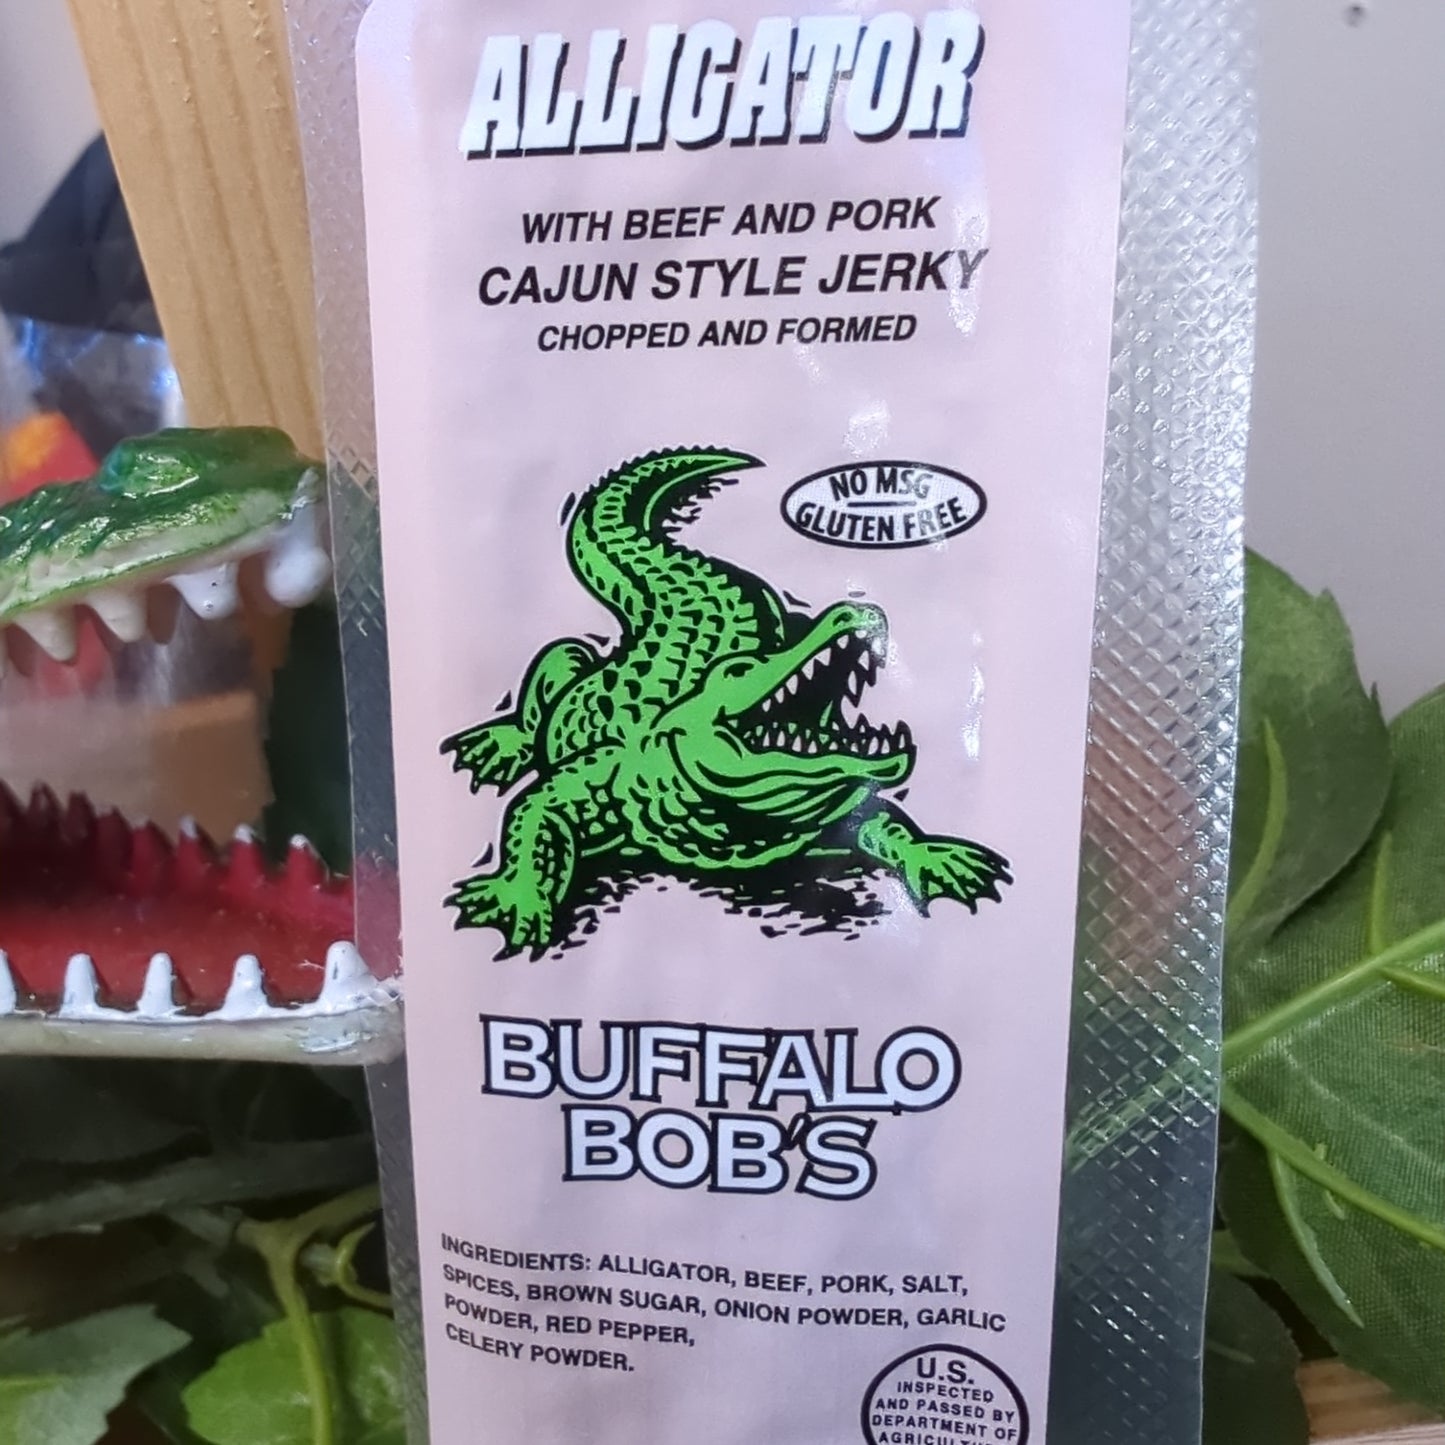 ALLIGATOR
WITH BEEF AND PORK
CAJUN STYLE JERKY
CHOPPED AND FORMED
NO MSG
GLUTEN FREE
BUFFALO
BOB'S
INGREDIENTS: ALLIGATOR, BEEF, PORK, SALT,
SPICES, BROWN SUGAR, ONION POWDER, GARLIC
POWDER, RED PEPPER,
CELERY POWDER.
U.S.
INSPECTED
AND PASSED BY
DEPARTMENT OF